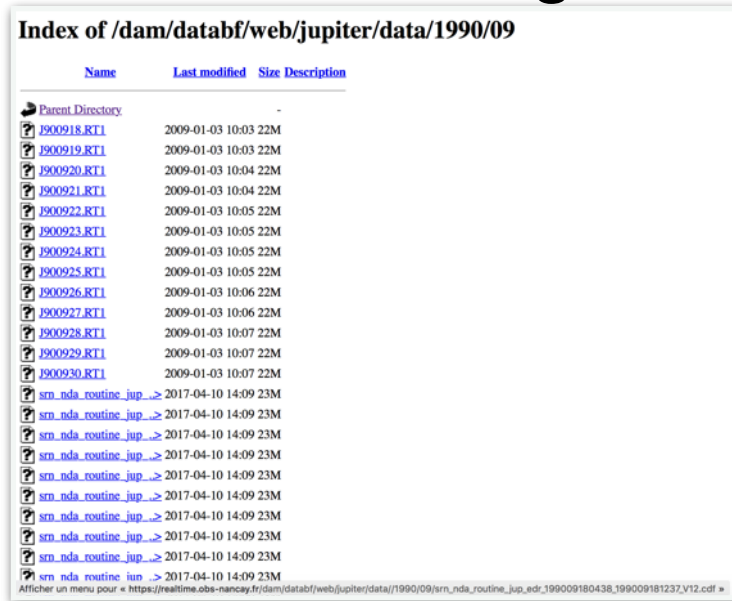 Index of /dam/databf/web/jupiter/data/1990/09
Name Last modified Size Description
Parent Directory -
J900918.RT1 2009-01-03 10:03 22M
J900919.RT1 2009-01-03 10:03 22M
J900920.RT1 2009-01-03 10:04 22M
J900921.RT1 2009-01-03 10:04 22M
J900922.RT1 2009-01-03 10:05 22M
J900923.RT1 2009-01-03 10:05 22M
J900924.RT1 2009-01-03 10:05 22M
J900925.RT1 2009-01-03 10:05 22M
J900926.RT1 2009-01-03 10:06 22M
J900927.RT1 2009-01-03 10:06 22M
J900928.RT1 2009-01-03 10:07 22M
J900929.RT1 2009-01-03 10:07 22M
J900930.RT1 2009-01-03 10:07 22M
srn_nda_routine_jup_..> 2017-04-10 14:09 23M
srn_nda_routine_jup_..> 2017-04-10 14:09 23M
srn_nda_routine_jup_..> 2017-04-10 14:09 23M
srn_nda_routine_jup_..> 2017-04-10 14:09 23M
srn_nda_routine_jup_..> 2017-04-10 14:09 23M
srn_nda_routine_jup_..> 2017-04-10 14:09 23M
srn_nda_routine_jup_..> 2017-04-10 14:09 23M
srn_nda_routine_jup_..> 2017-04-10 14:09 23M
srn_nda_routine_jup_..> 2017-04-10 14:09 23M
srn_nda_routine_jup_..> 2017-04-10 14:09 23M
Afficher un menu pour « https://realtime.obs-nancay.fr/dam/databf/web/jupiter/data//1990/09/srn_nda_routine_jup_edr_199009180438_199009181237_V12.cdf »